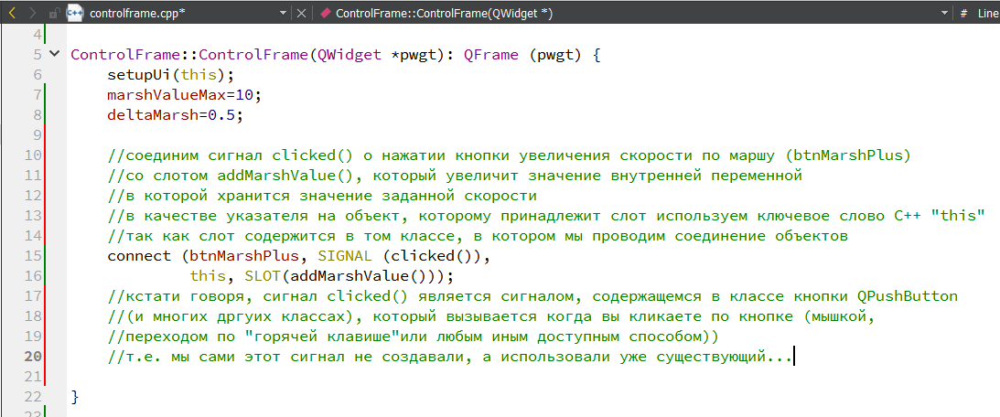 controlframe.cpp* ControlFrame::ControlFrame(QWidget *) # Line
4
5 ControlFrame::ControlFrame(QWidget *pwgt): QFrame (pwgt) {
6 setupUi(this);
7 marshValueMax=10;
8 deltaMarsh=0.5;
9
10 //соединим сигнал clicked() о нажатии кнопки увеличения скорости по маршу (btnMarshPlus)
11 //со слотом addMarshValue(), который увеличит значение внутренней переменной
12 //в которой хранится значение заданной скорости
13 //в качестве указателя на объект, которому принадлежит слот используем ключевое слово C++ "this"
14 //так как слот содержится в том классе, в котором мы проводим соединение объектов
15 connect (btnMarshPlus, SIGNAL (clicked()),
16 this, SLOT(addMarshValue()));
17 //кстати говоря, сигнал clicked() является сигналом, содержащемся в классе кнопки QPushButton
18 //(и многих дргуих классах), который вызывается когда вы кликаете по кнопке (мышкой,
19 //переходом по "горячей клавише"или любым иным доступным способом))
20 //т.е. мы сами этот сигнал не создавали, а использовали уже существующий...
21
22 }
23